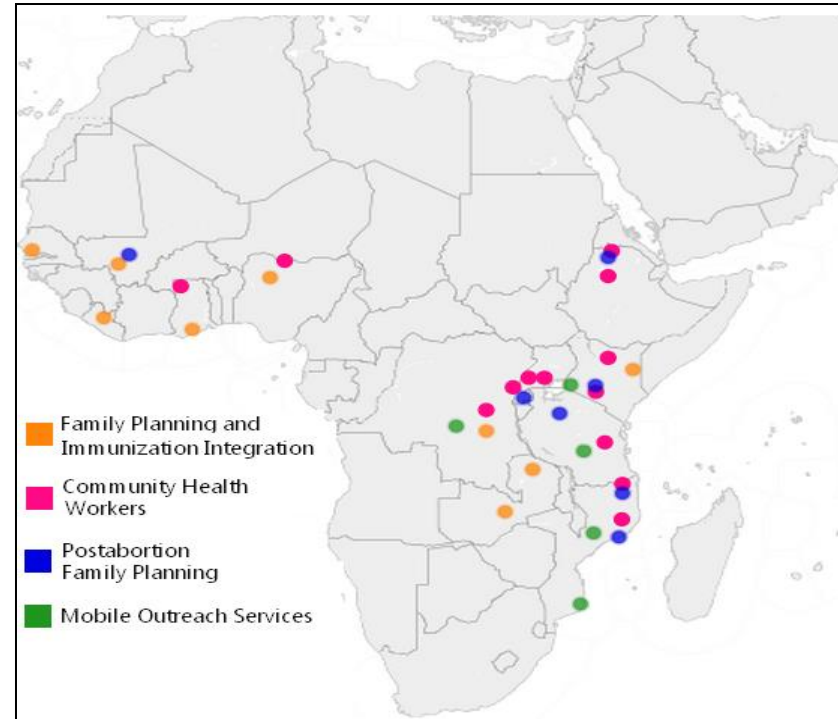 Family Planning and
Immunization Integration
Community Health
Workers
Postabortion
Family Planning
Mobile Outreach Services